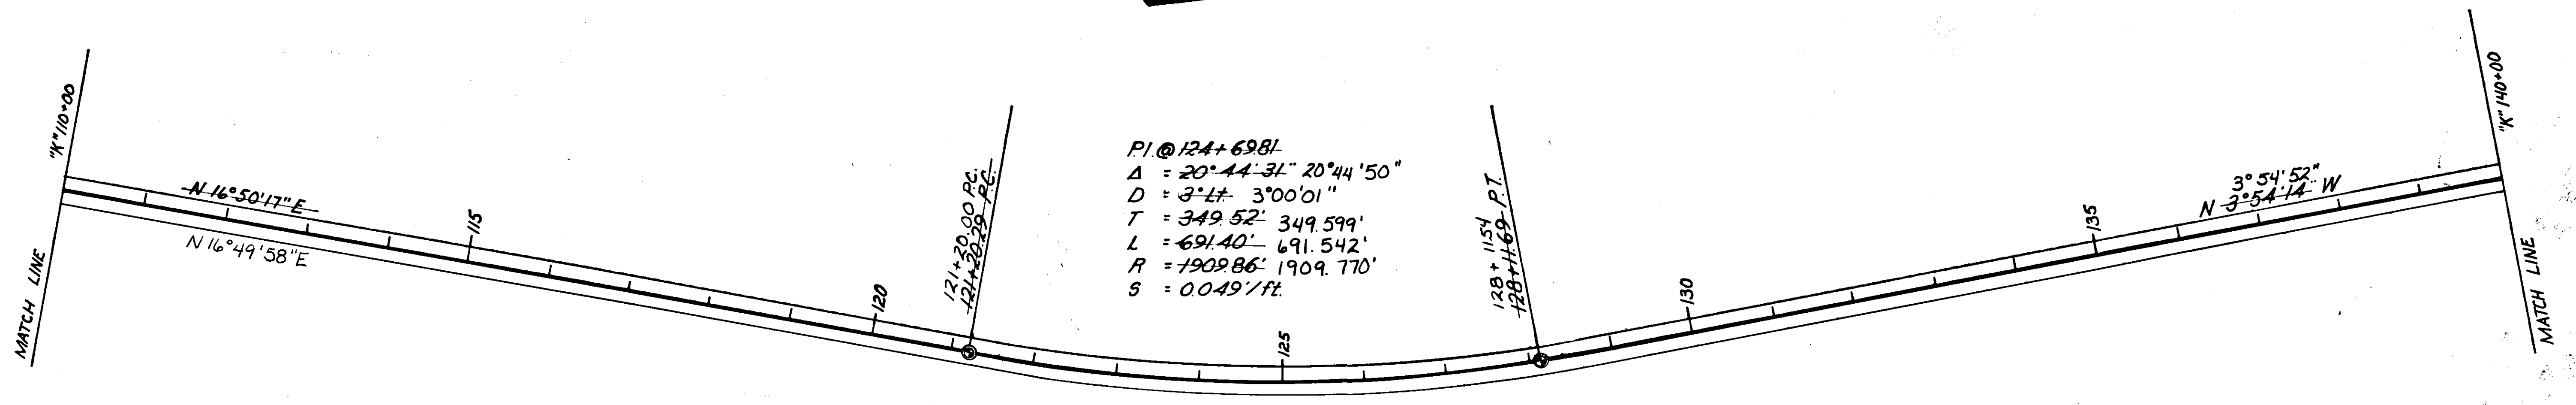 "K" 110+00
MATCH LINE
N 16°50'17" E
N 16°49'58" E
115
120
121+20.00 P.C.
121+20.29 P.C.
P.I. @ 124+69.81
Δ = 20°44'31" 20°44'50"
D = 3° Lt. 3°00'01"
T = 349.52' 349.599'
L = 691.40' 691.542'
R = 1909.86' 1909.770'
S = 0.049'/ft.
125
128+11.54
128+11.69 P.T.
130
135
3°54'52"
N 3°54'14" W
"K" 140+00
MATCH LINE